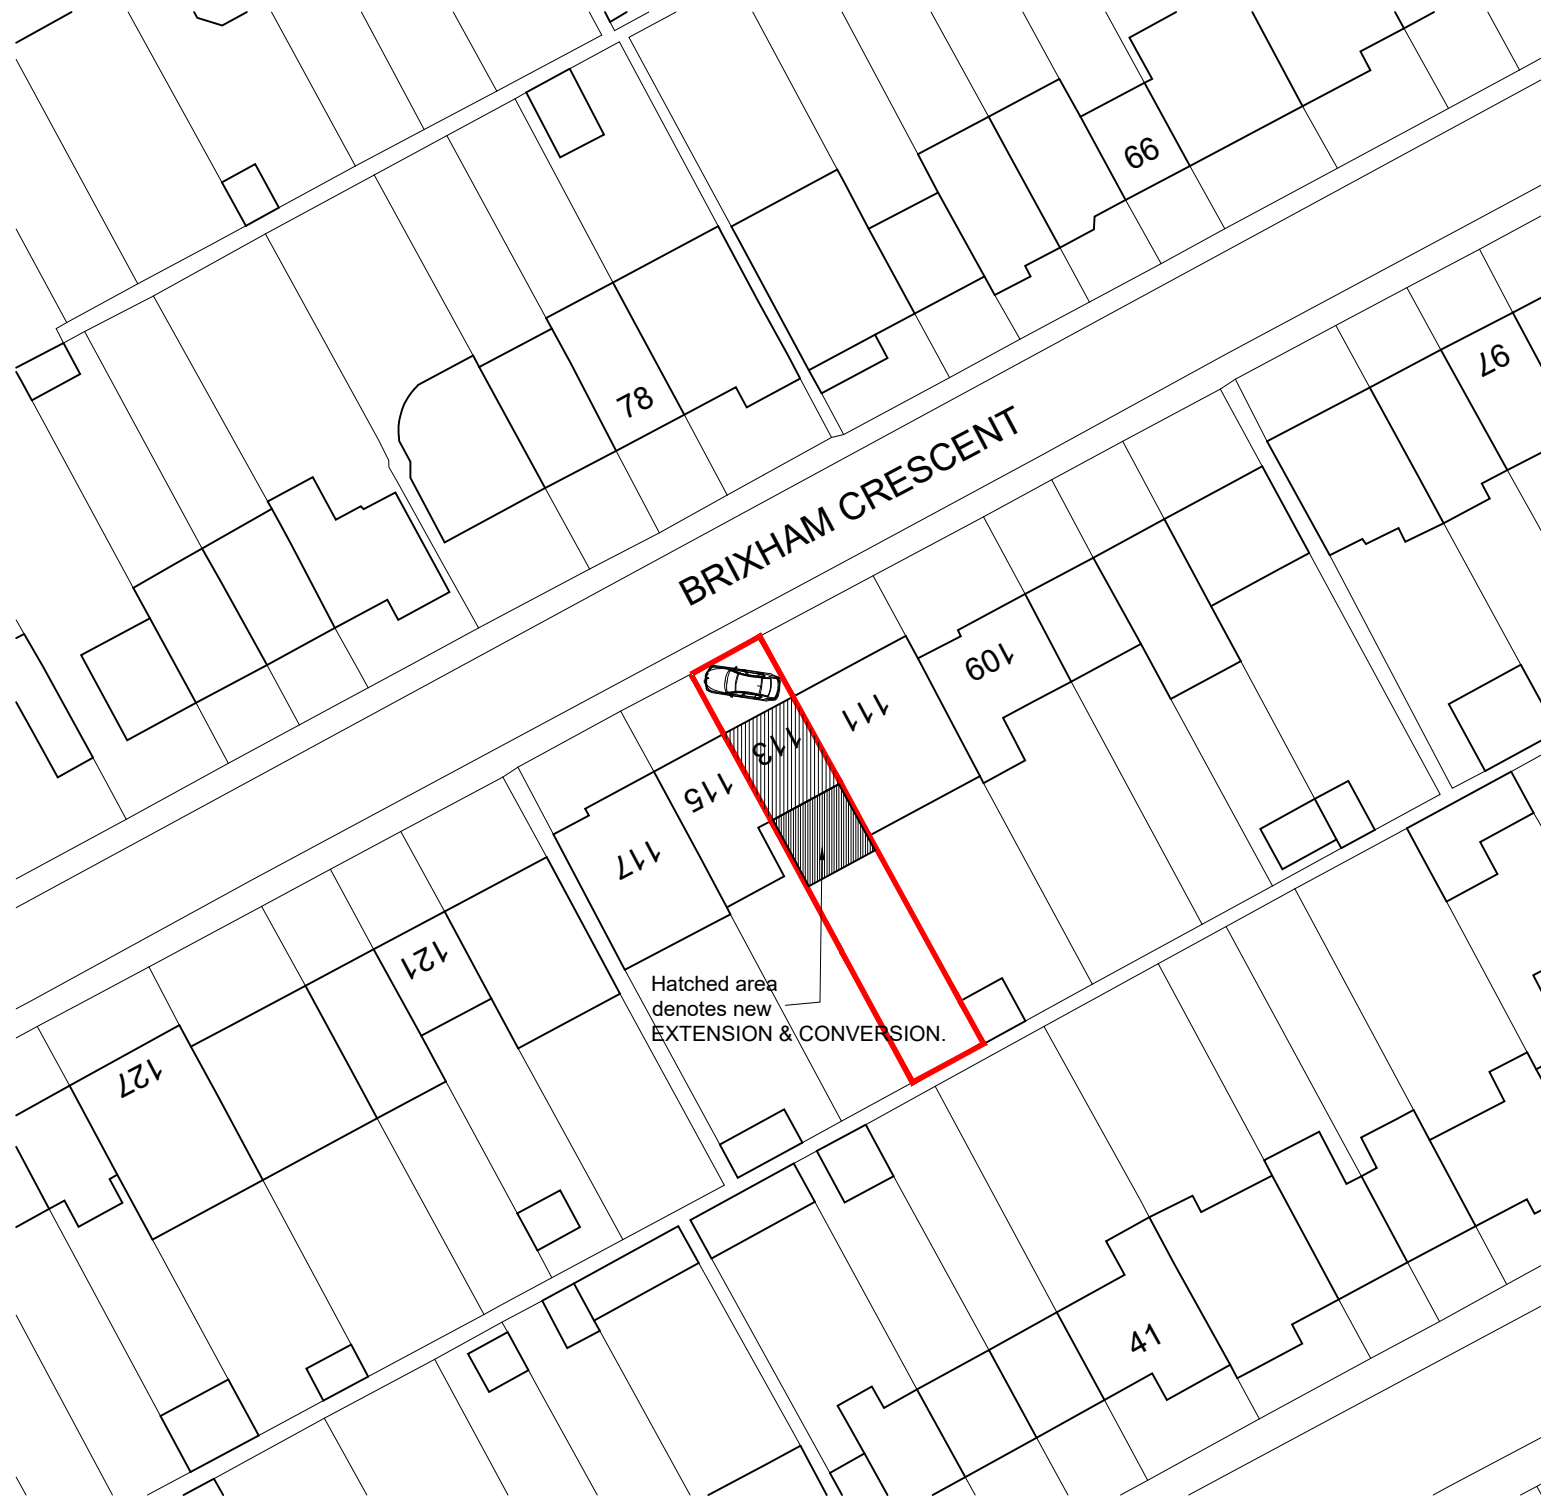 66
97
78
BRIXHAM CRESCENT
109
111
113
115
117
121
127
Hatched area
denotes new
EXTENSION & CONVERSION.
41